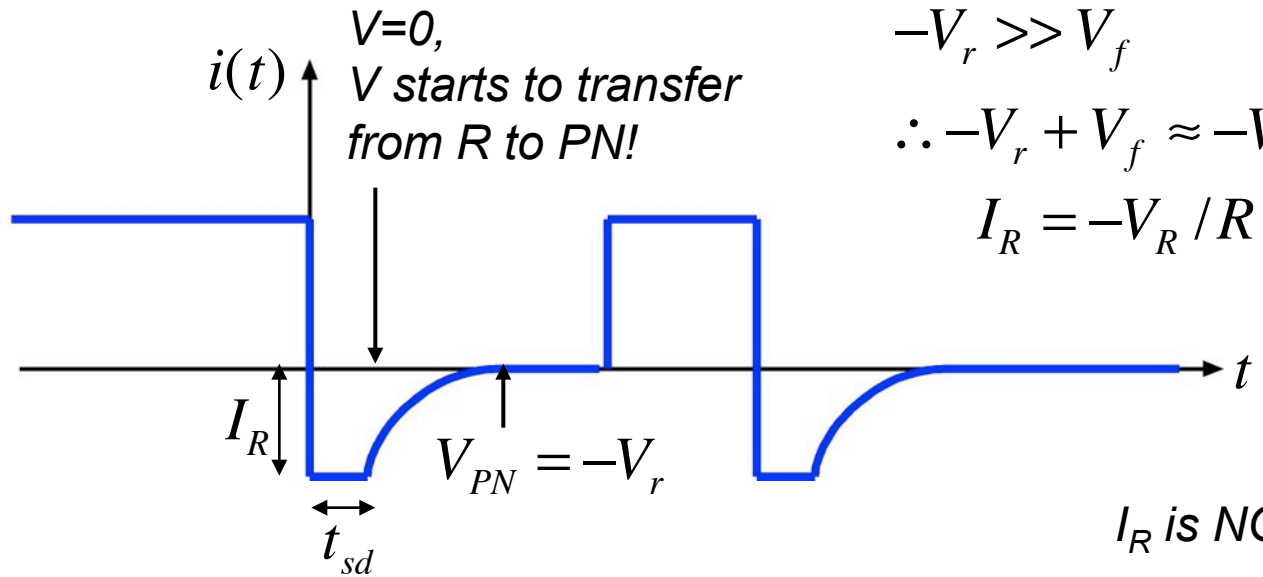 V=0,
V starts to transfer
from R to PN!
i(t)
-V_r >> V_f
∴ -V_r + V_f ≈ -V
I_R = -V_R / R
t
I_R
V_PN = -V_r
t_sd
I_R is NO